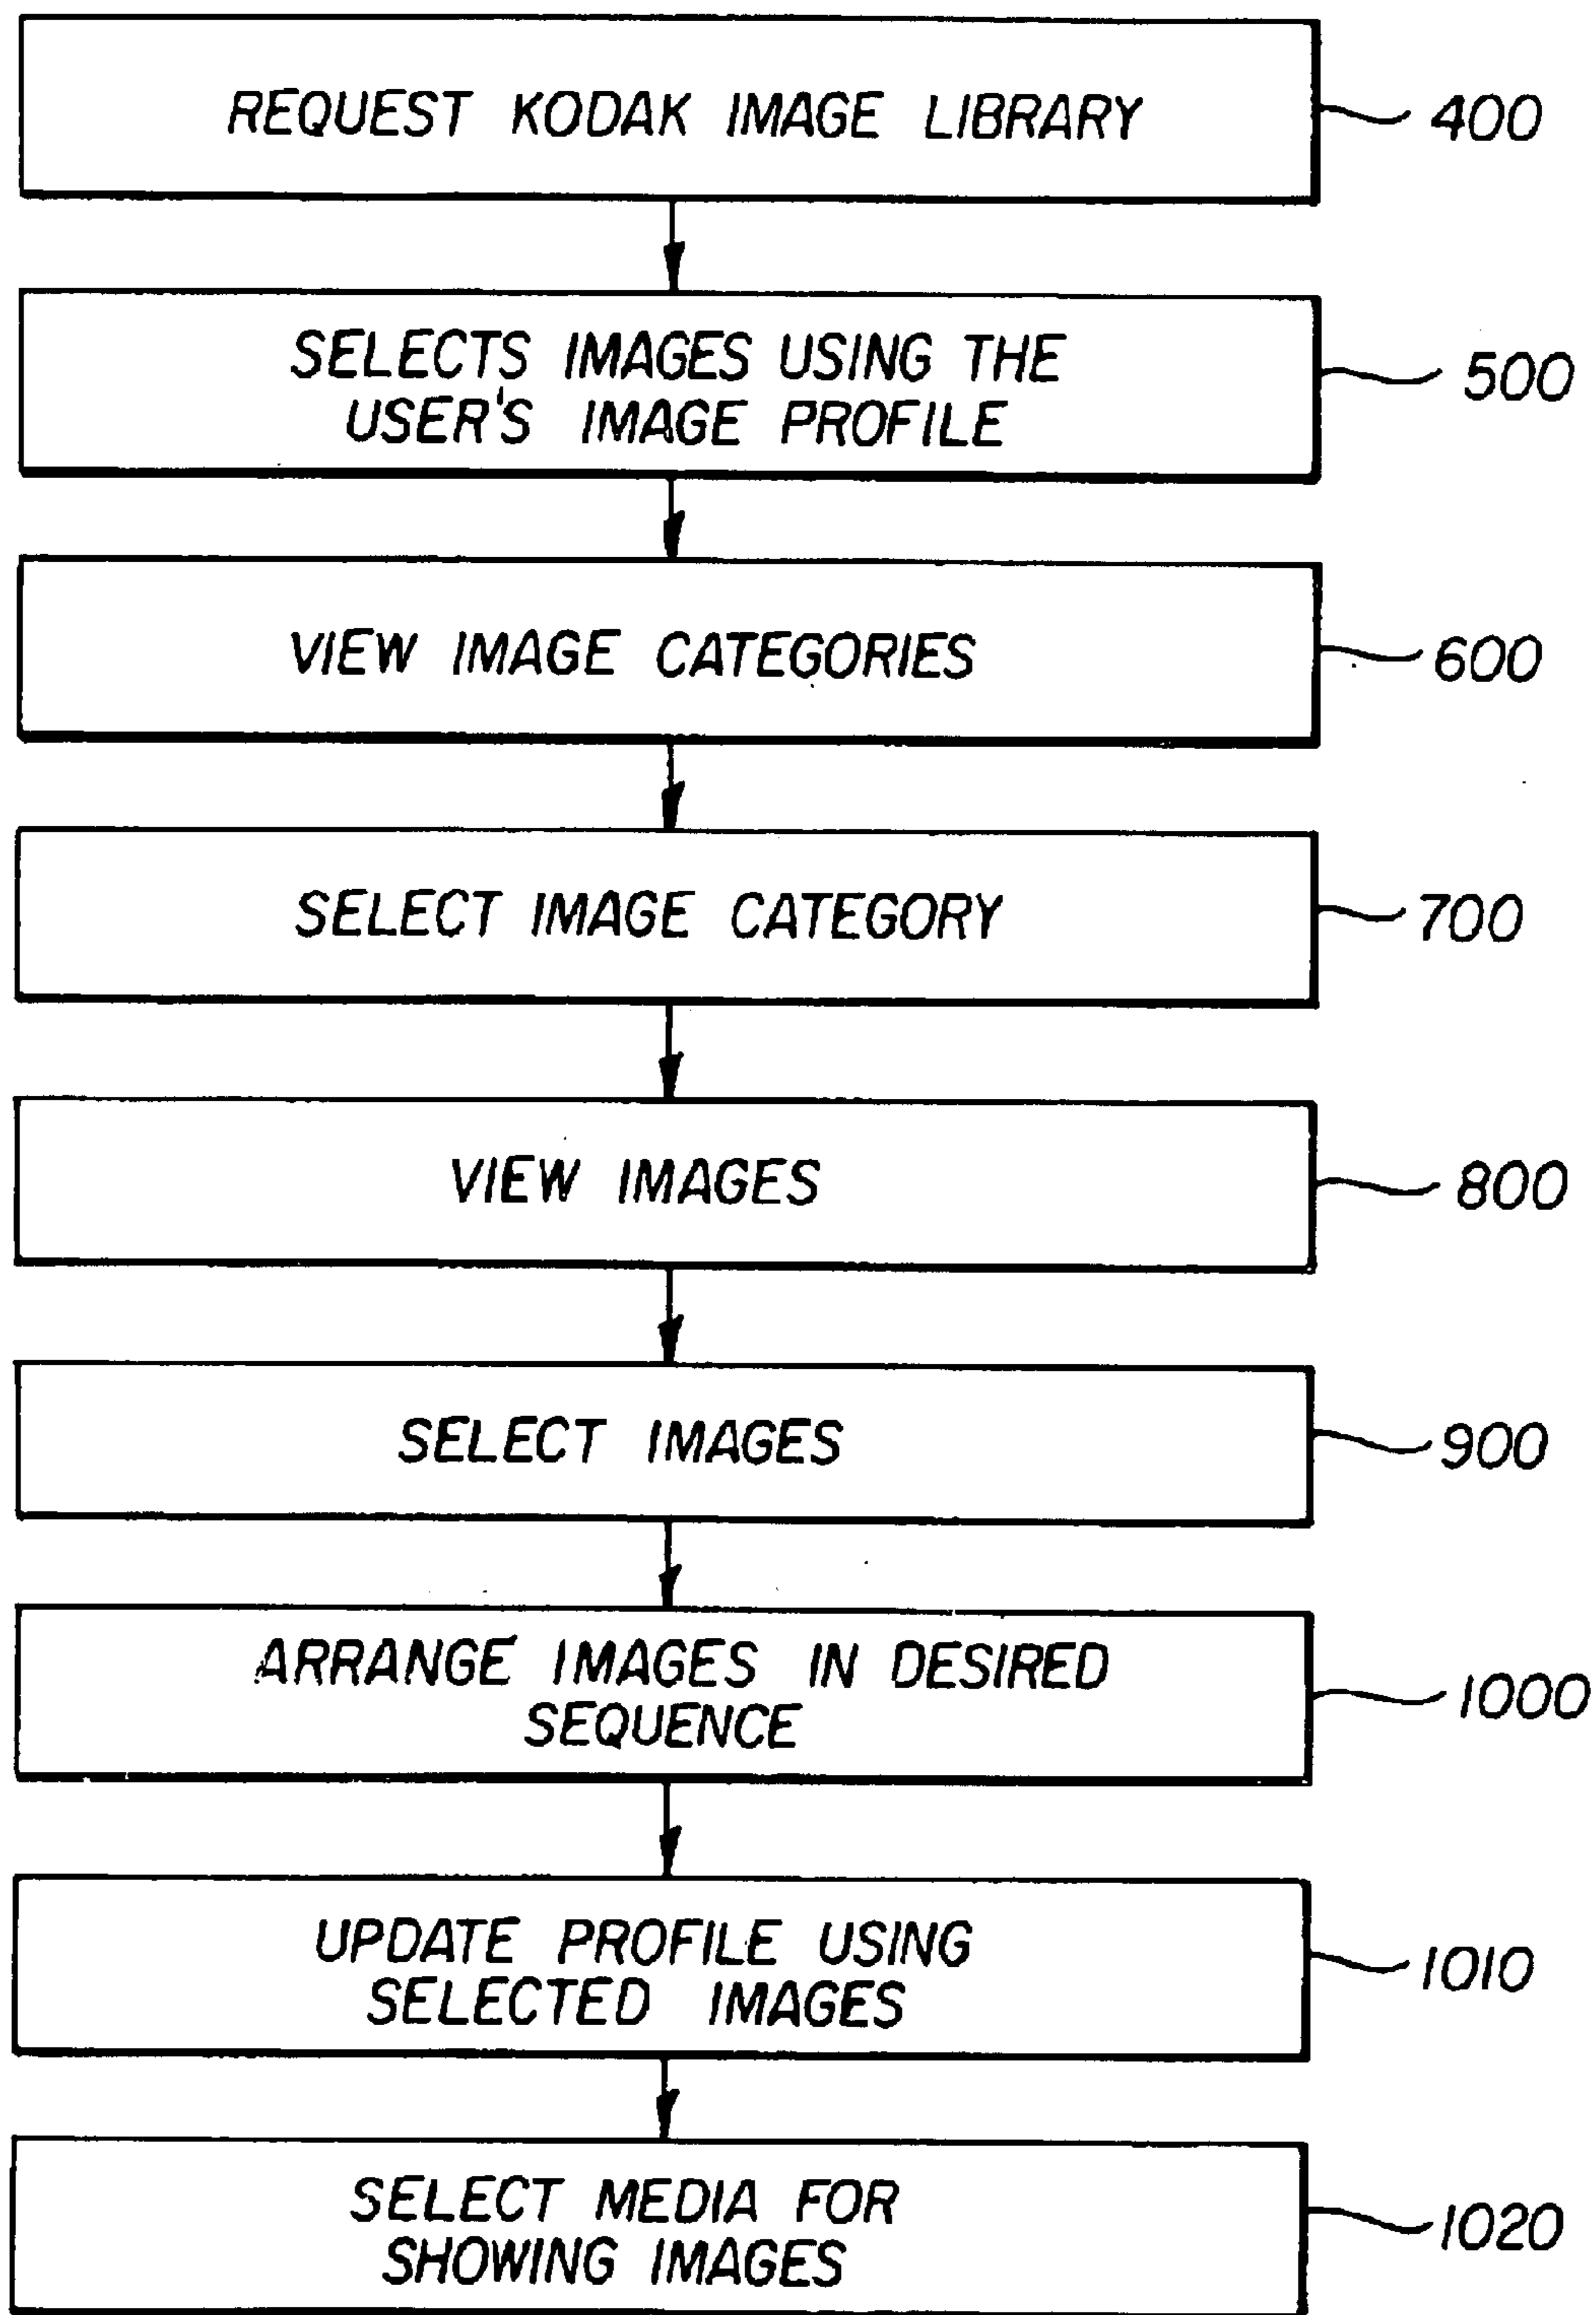 REQUEST KODAK IMAGE LIBRARY
400
SELECTS IMAGES USING THE
USER'S IMAGE PROFILE
500
VIEW IMAGE CATEGORIES
600
SELECT IMAGE CATEGORY
700
VIEW IMAGES
800
SELECT IMAGES
900
ARRANGE IMAGES IN DESIRED
SEQUENCE
1000
UPDATE PROFILE USING
SELECTED IMAGES
1010
SELECT MEDIA FOR
SHOWING IMAGES
1020